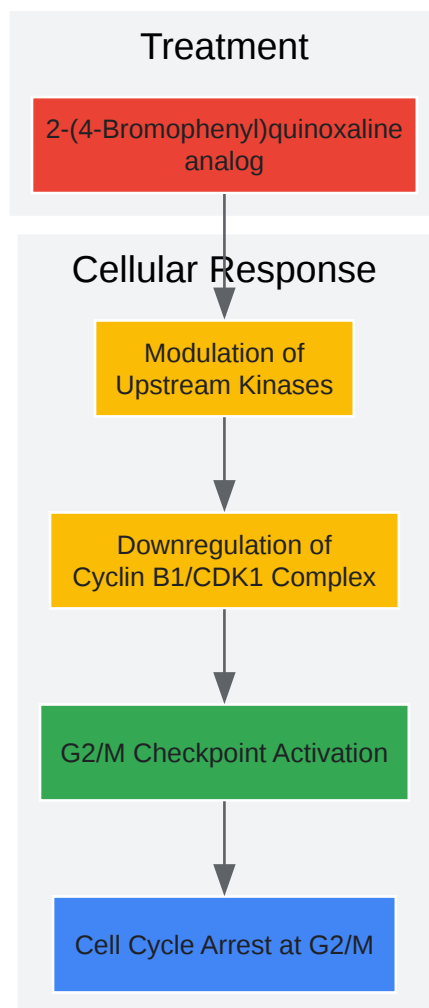 Treatment
2-(4-Bromophenyl)quinoxaline
analog
Cellular Response
Modulation of
Upstream Kinases
Downregulation of
Cyclin B1/CDK1 Complex
G2/M Checkpoint Activation
Cell Cycle Arrest at G2/M